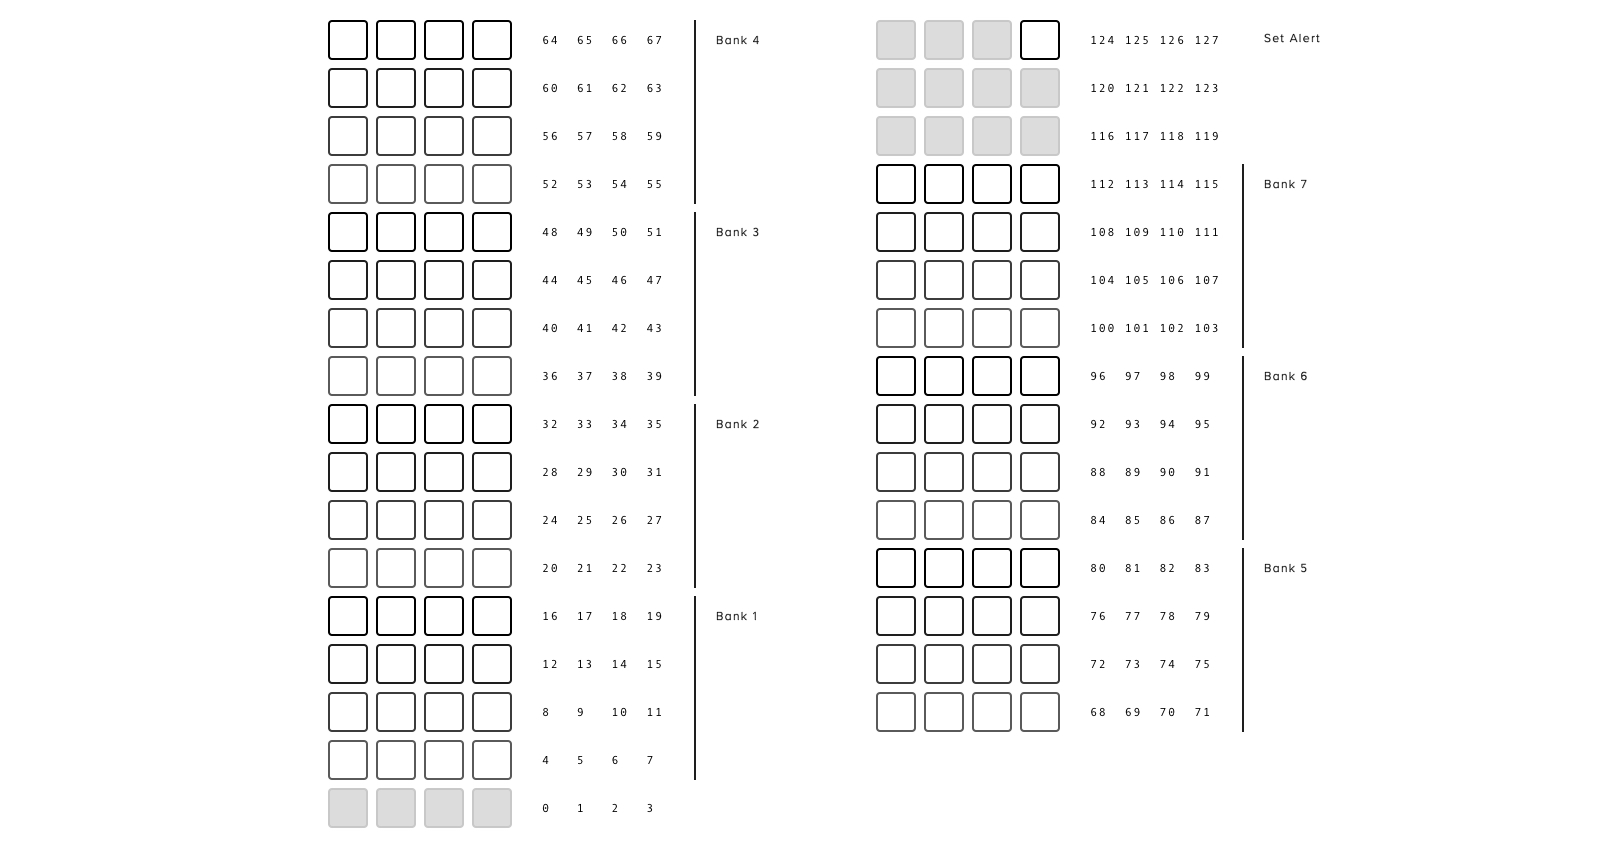 64 65 66 67 Bank 4
60 61 62 63
56 57 58 59
52 53 54 55
48 49 50 51 Bank 3
44 45 46 47
40 41 42 43
36 37 38 39
32 33 34 35 Bank 2
28 29 30 31
24 25 26 27
20 21 22 23
16 17 18 19 Bank 1
12 13 14 15
8 9 10 11
4 5 6 7
0 1 2 3
124 125 126 127 Set Alert
120 121 122 123
116 117 118 119
112 113 114 115 Bank 7
108 109 110 111
104 105 106 107
100 101 102 103
96 97 98 99 Bank 6
92 93 94 95
88 89 90 91
84 85 86 87
80 81 82 83 Bank 5
76 77 78 79
72 73 74 75
68 69 70 71